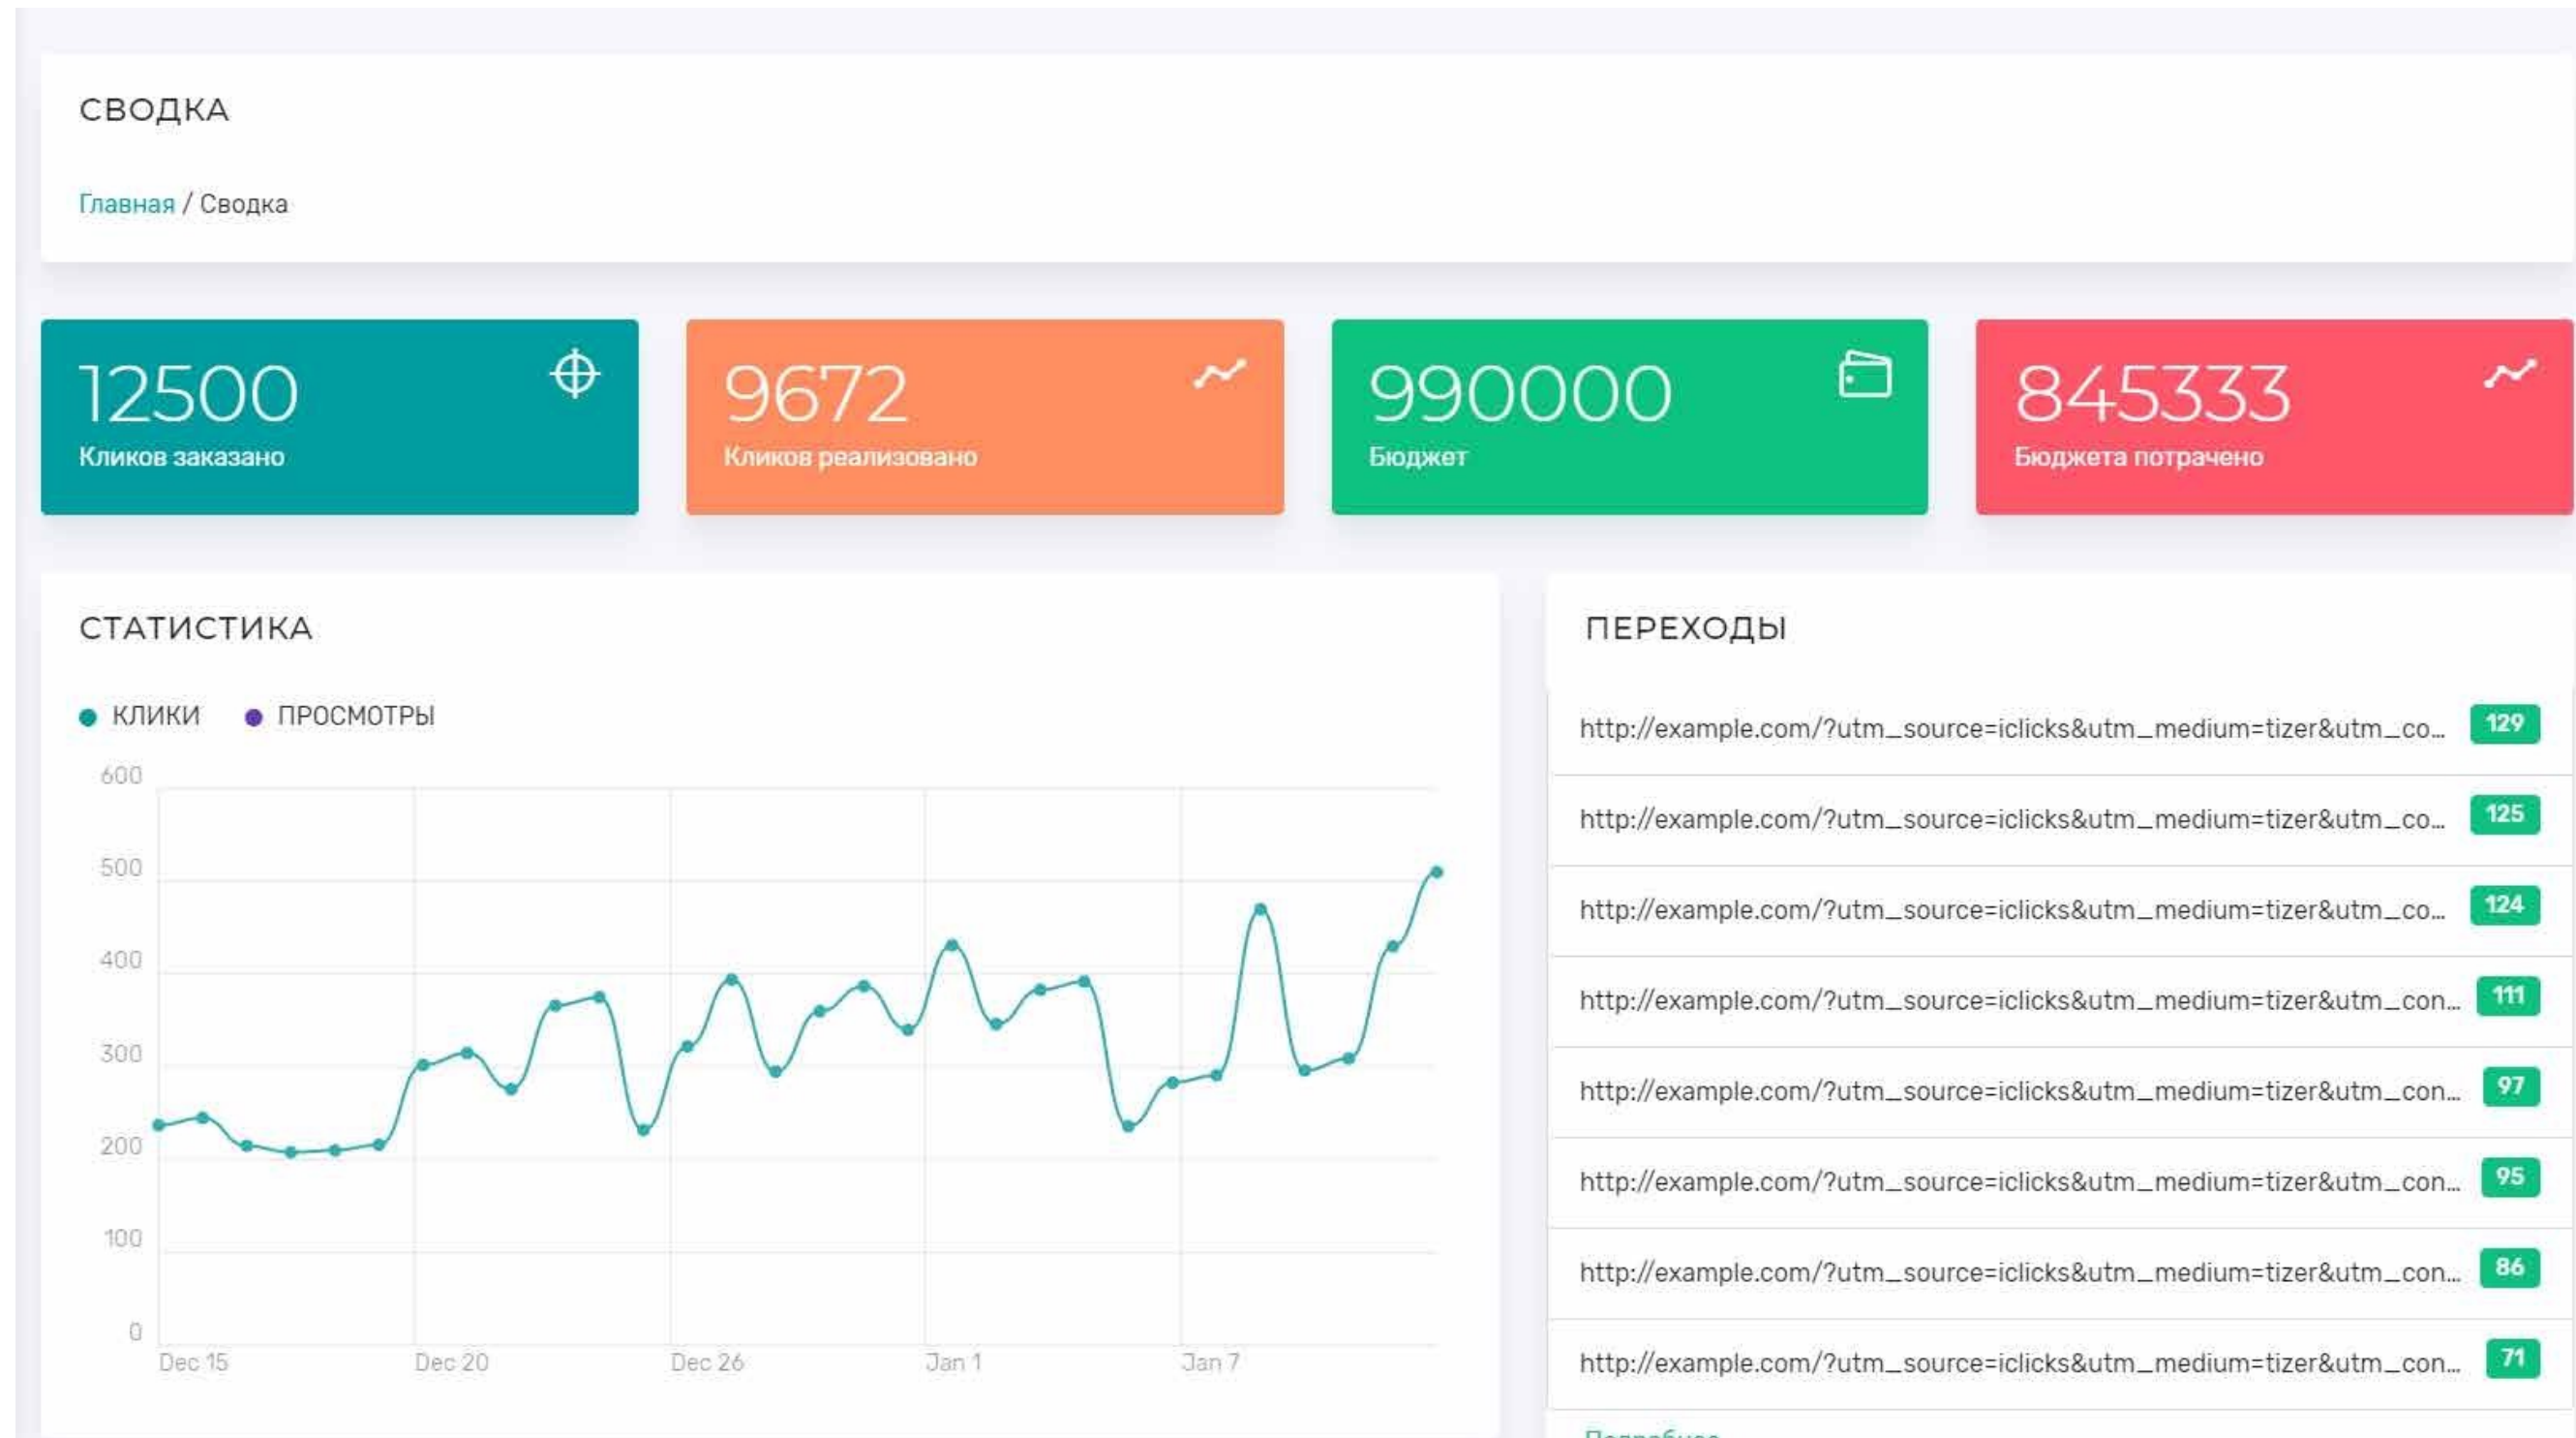 СВОДКА
Главная / Сводка
12500
Кликов заказано
9672
Кликов реализовано
990000
Бюджет
845333
Бюджета потрачено
СТАТИСТИКА
КЛИКИ ПРОСМОТРЫ
600
500
400
300
200
100
0
Dec 15 Dec 20 Dec 26 Jan 1 Jan 7
ПЕРЕХОДЫ
http://example.com/?utm_source=iclicks&utm_medium=tizer&utm_co... 129
http://example.com/?utm_source=iclicks&utm_medium=tizer&utm_co... 125
http://example.com/?utm_source=iclicks&utm_medium=tizer&utm_co... 124
http://example.com/?utm_source=iclicks&utm_medium=tizer&utm_con... 111
http://example.com/?utm_source=iclicks&utm_medium=tizer&utm_con... 97
http://example.com/?utm_source=iclicks&utm_medium=tizer&utm_con... 95
http://example.com/?utm_source=iclicks&utm_medium=tizer&utm_con... 86
http://example.com/?utm_source=iclicks&utm_medium=tizer&utm_con... 71